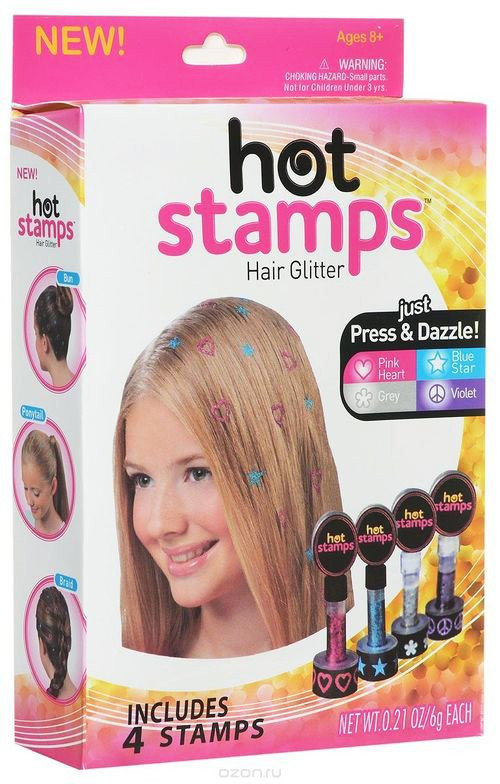 NEW!
Ages 8+
⚠ WARNING:
CHOKING HAZARD-Small parts.
Not for Children Under 3 yrs.
hot
stamps™
Hair Glitter
just
Press & Dazzle!
Pink
Heart
Blue
Star
Grey
Violet
NEW!
hot
stamps
Hair Glitter
Bun
Ponytail
Braid
hot
stamps
hot
stamps
hot
stamps
hot
stamps
INCLUDES
4 STAMPS
NET WT.0.21 OZ/6g EACH
ozon.ru